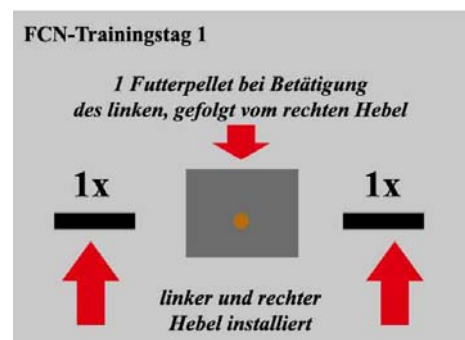 FCN-Trainingstag 1
1 Futterpellet bei Betätigung
des linken, gefolgt vom rechten Hebel
1x
1x
linker und rechter
Hebel installiert